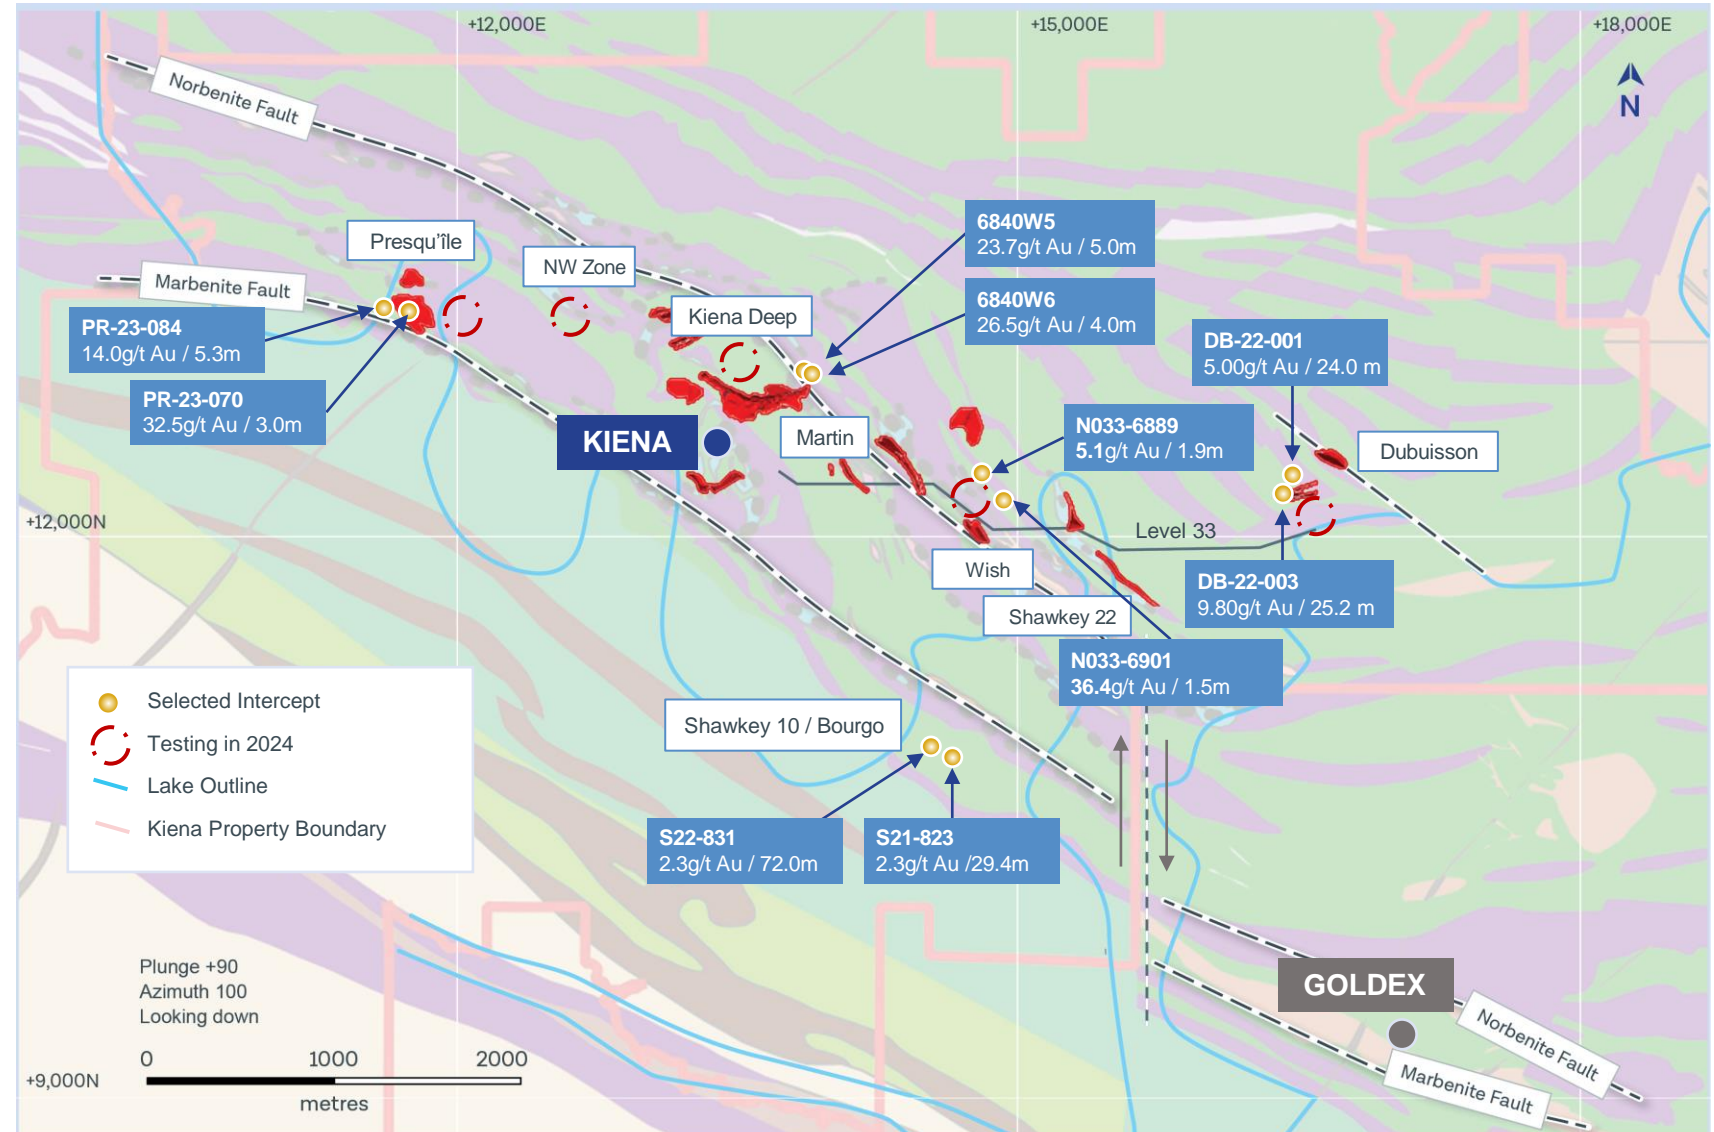 +12,000E
+15,000E
+18,000E
N
Norbenite Fault
Presqu'île
NW Zone
Marbenite Fault
Kiena Deep
6840W5
23.7g/t Au / 5.0m
6840W6
26.5g/t Au / 4.0m
PR-23-084
14.0g/t Au / 5.3m
PR-23-070
32.5g/t Au / 3.0m
DB-22-001
5.00g/t Au / 24.0 m
KIENA
Martin
N033-6889
5.1g/t Au / 1.9m
Dubuisson
+12,000N
Level 33
Wish
DB-22-003
9.80g/t Au / 25.2 m
Shawkey 22
N033-6901
36.4g/t Au / 1.5m
Selected Intercept
Testing in 2024
Lake Outline
Kiena Property Boundary
Shawkey 10 / Bourgo
S22-831
2.3g/t Au / 72.0m
S21-823
2.3g/t Au /29.4m
Plunge +90
Azimuth 100
Looking down
0 1000 2000
metres
+9,000N
GOLDEX
Norbenite Fault
Marbenite Fault